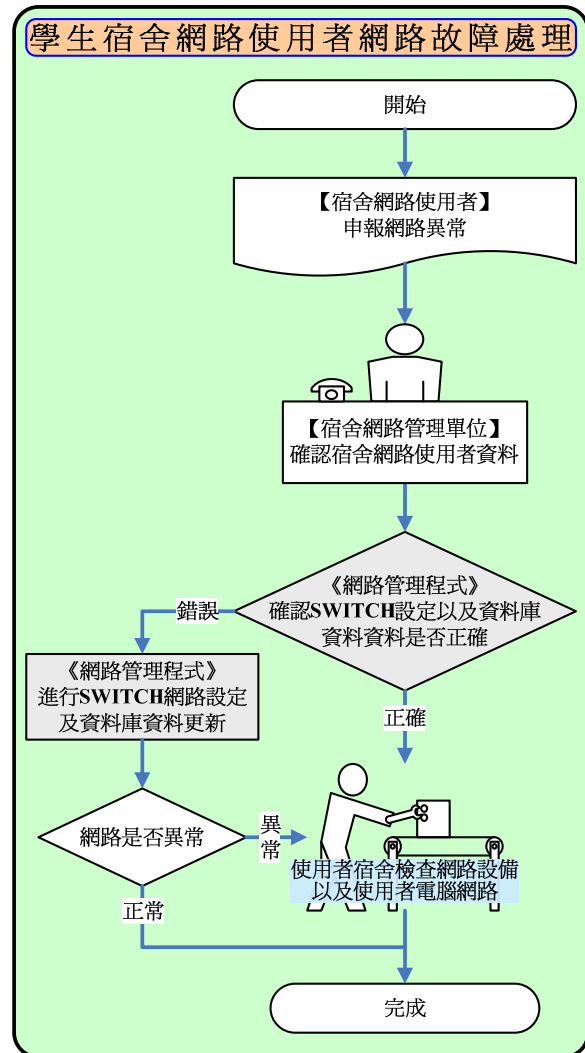 學生宿舍網路使用者網路故障處理
開始
【宿舍網路使用者】
申報網路異常
【宿舍網路管理單位】
確認宿舍網路使用者資料
《網路管理程式》
確認SWITCH設定以及資料庫
資料資料是否正確
錯誤
正確
《網路管理程式》
進行SWITCH網路設定
及資料庫資料更新
網路是否異常
異
常
正常
使用者宿舍檢查網路設備
以及使用者電腦網路
完成